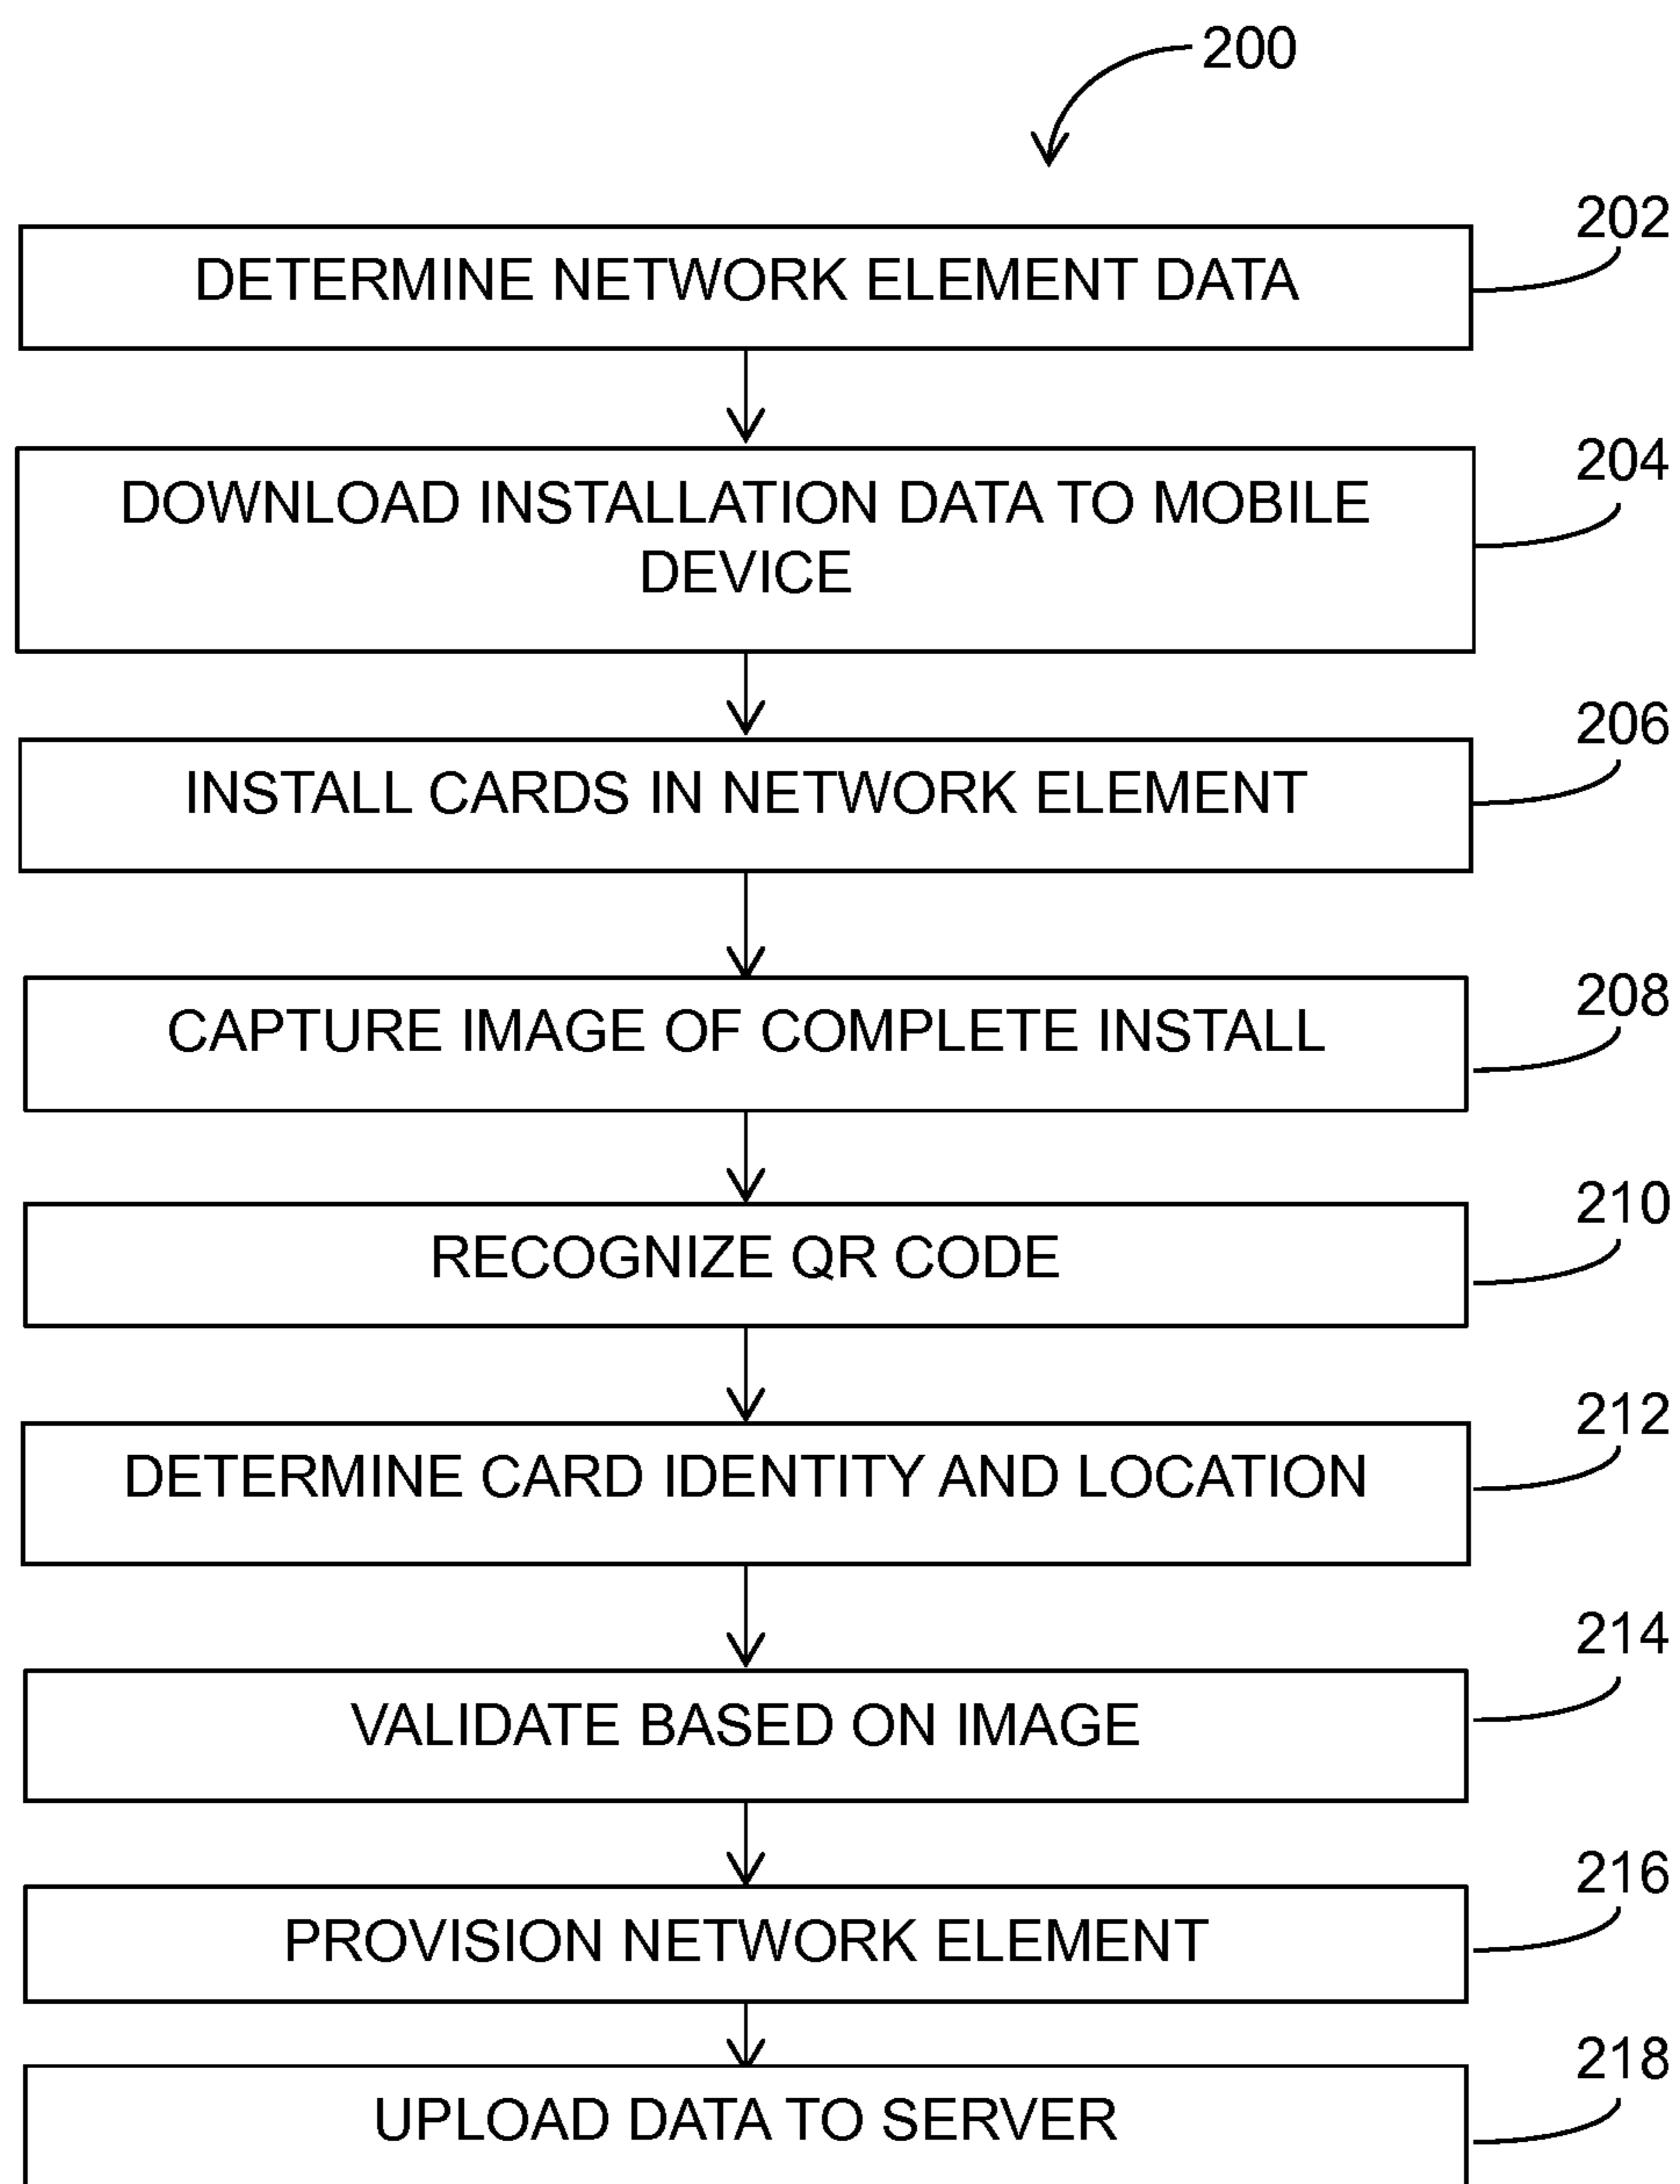 200
202
DETERMINE NETWORK ELEMENT DATA
204
DOWNLOAD INSTALLATION DATA TO MOBILE
DEVICE
206
INSTALL CARDS IN NETWORK ELEMENT
208
CAPTURE IMAGE OF COMPLETE INSTALL
210
RECOGNIZE QR CODE
212
DETERMINE CARD IDENTITY AND LOCATION
214
VALIDATE BASED ON IMAGE
216
PROVISION NETWORK ELEMENT
218
UPLOAD DATA TO SERVER